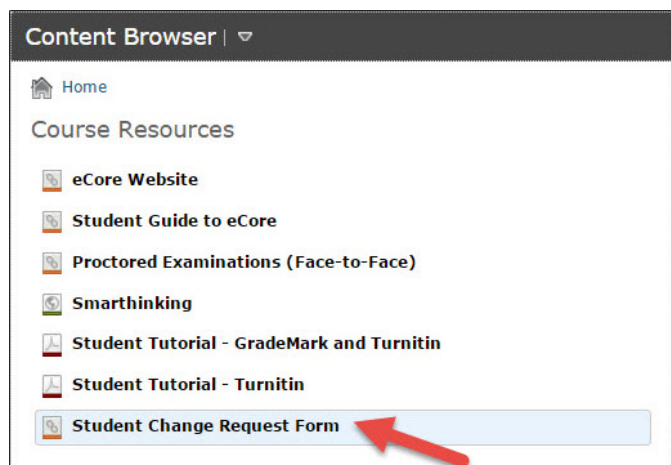 Content Browser |
Home
Course Resources
eCore Website
Student Guide to eCore
Proctored Examinations (Face-to-Face)
Smarthinking
Student Tutorial - GradeMark and Turnitin
Student Tutorial - Turnitin
Student Change Request Form